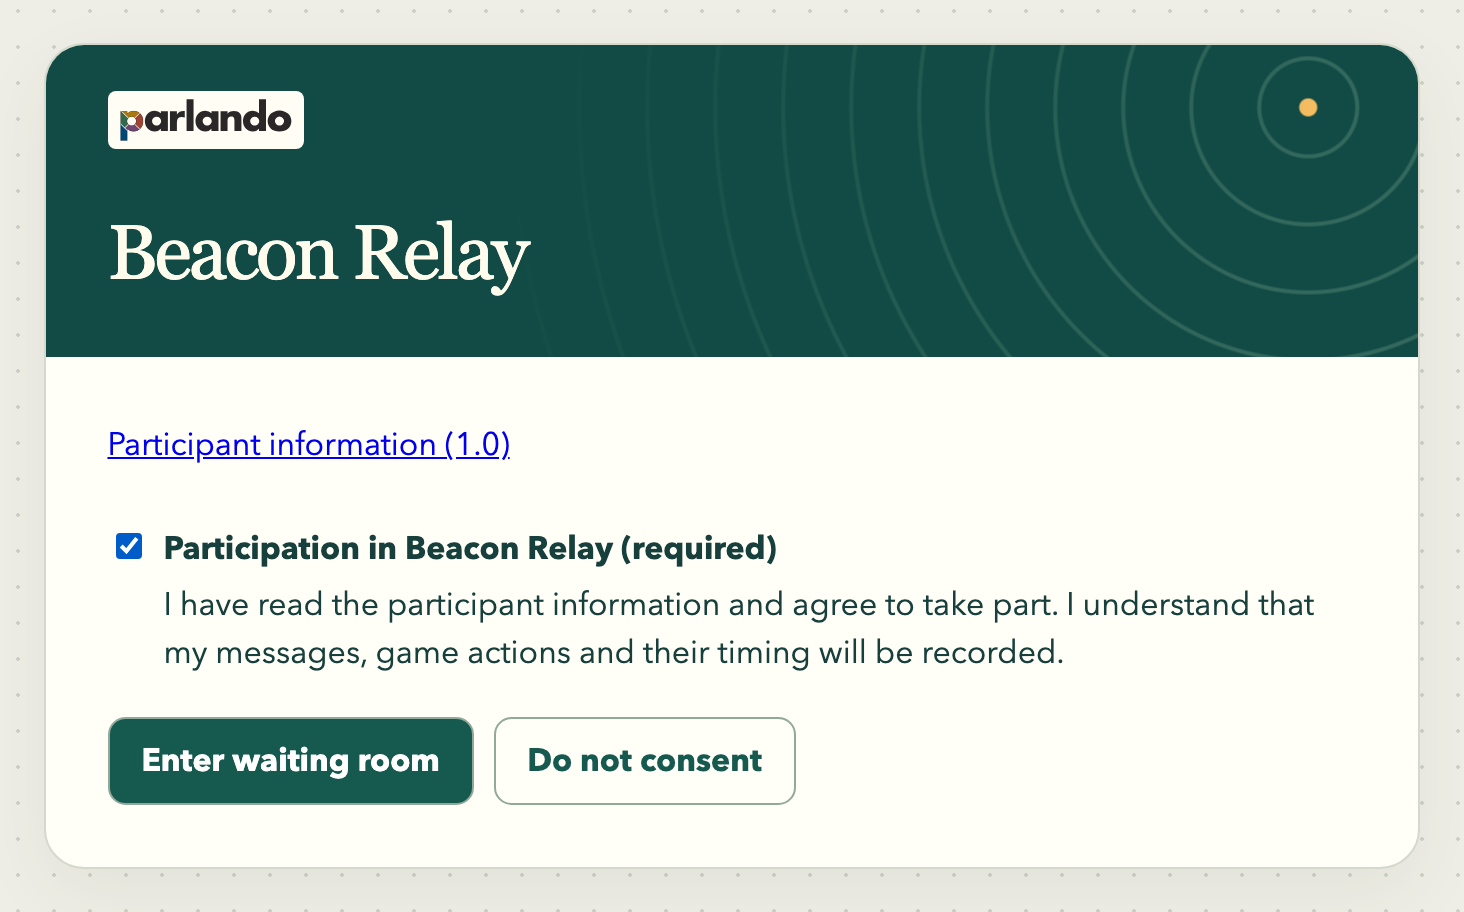 parlando
Beacon Relay
Participant information (1.0)
Participation in Beacon Relay (required)
I have read the participant information and agree to take part. I understand that
my messages, game actions and their timing will be recorded.
Enter waiting room
Do not consent